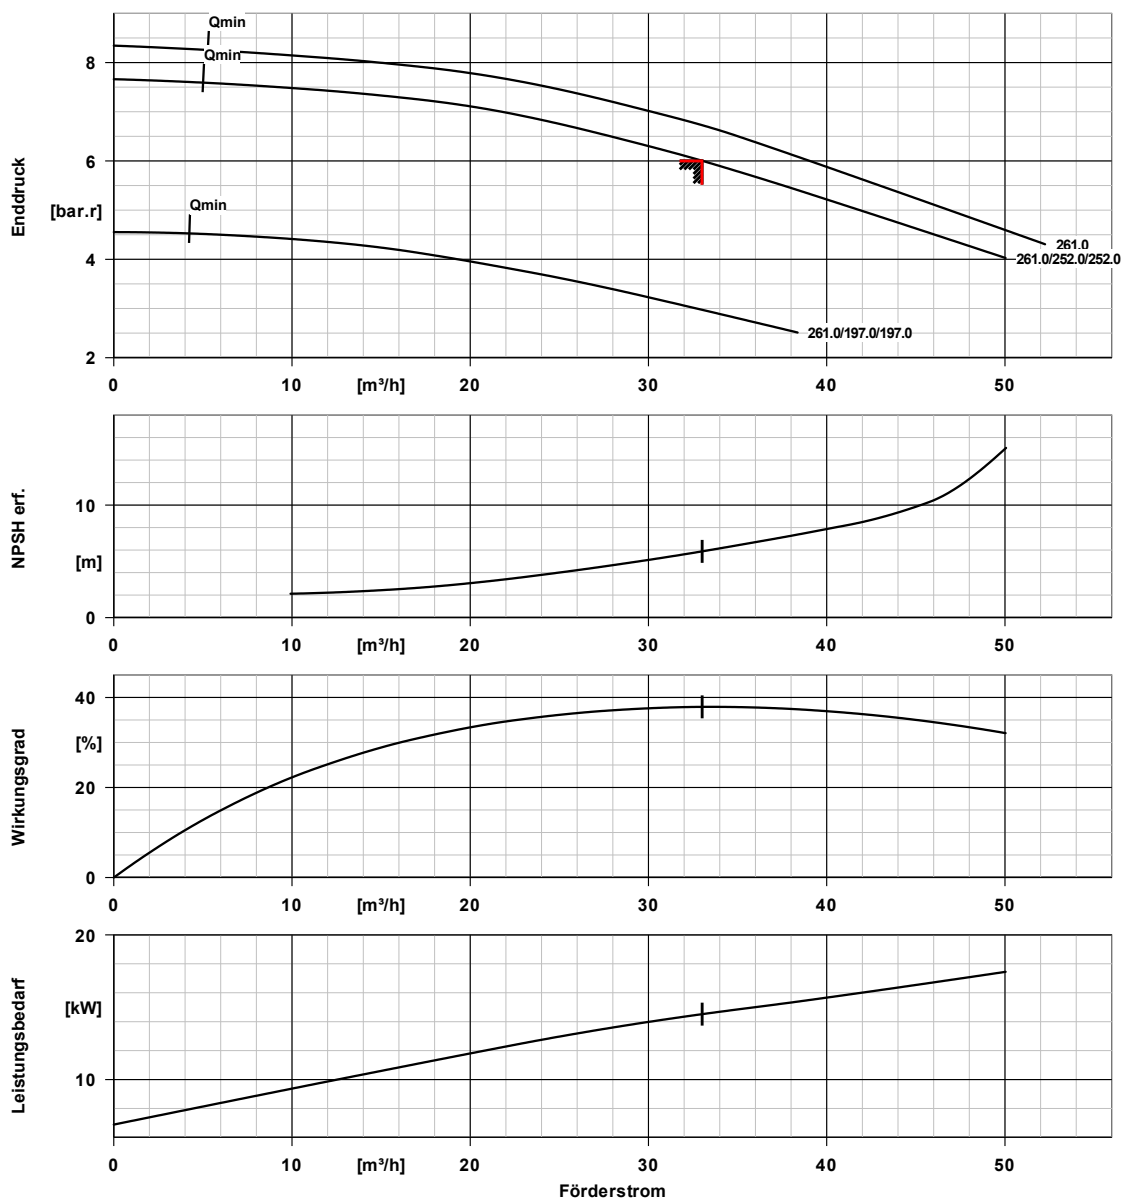 Qmin
Qmin
8
6
Enddruck
[bar.r]
Qmin
261.0
4
261.0/252.0/252.0
261.0/197.0/197.0
2
0 10 [m³/h] 20 30 40 50
10
NPSH erf.
[m]
0
0 10 [m³/h] 20 30 40 50
40
[%]
Wirkungsgrad
20
0
0 10 [m³/h] 20 30 40 50
20
[kW]
Leistungsbedarf
10
0 10 [m³/h] 20 30 40 50
Förderstrom